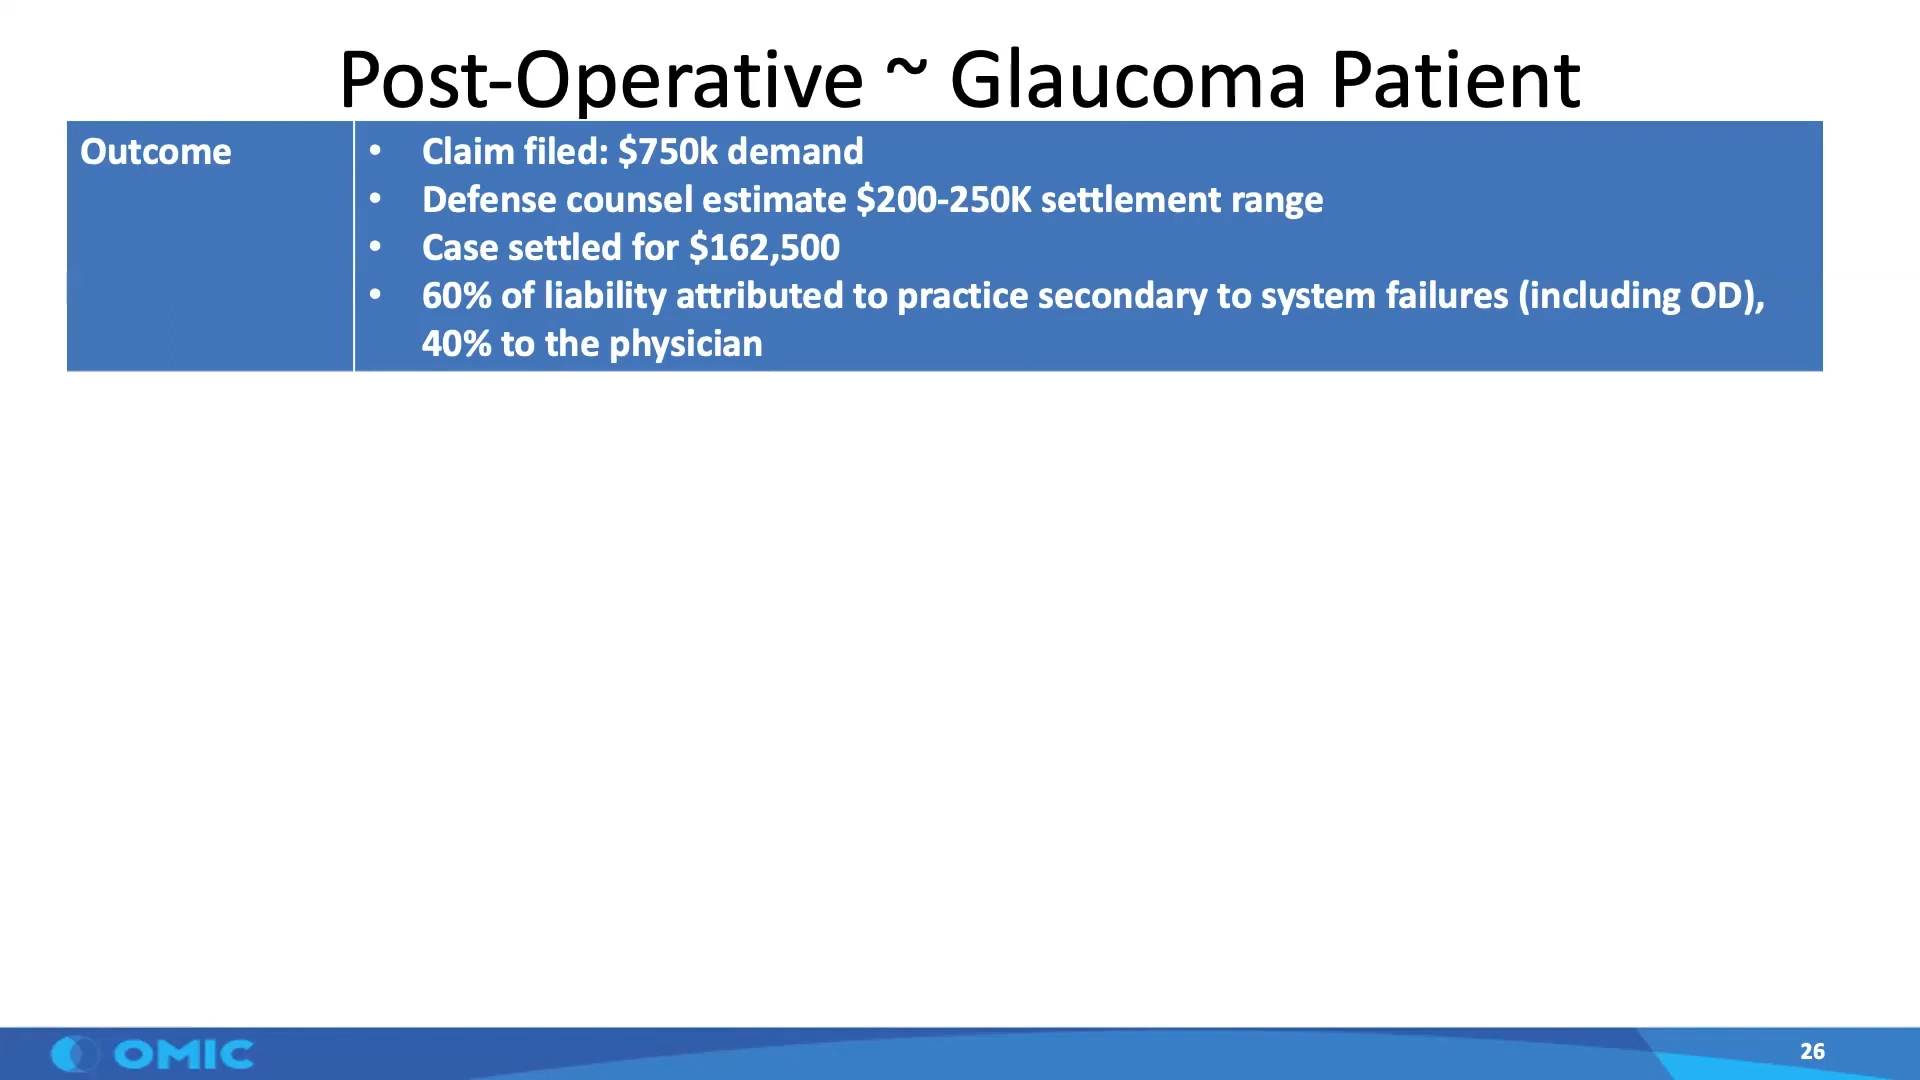 Post-Operative ~ Glaucoma Patient
Outcome
• Claim filed: $750k demand
• Defense counsel estimate $200-250K settlement range
• Case settled for $162,500
• 60% of liability attributed to practice secondary to system failures (including OD),
40% to the physician
OMIC
26